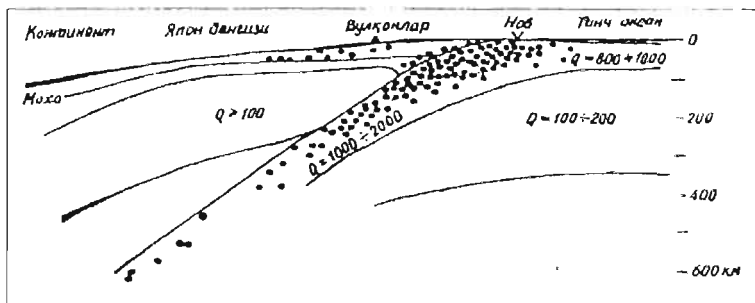 Континент Япон денгизи Вулқонлар Нов Тинч океан
0
Q = 800 ÷ 1000
Мохо
Q > 100
Q = 1000 ÷ 2000
Q = 100 ÷ 200
200
400
600 км